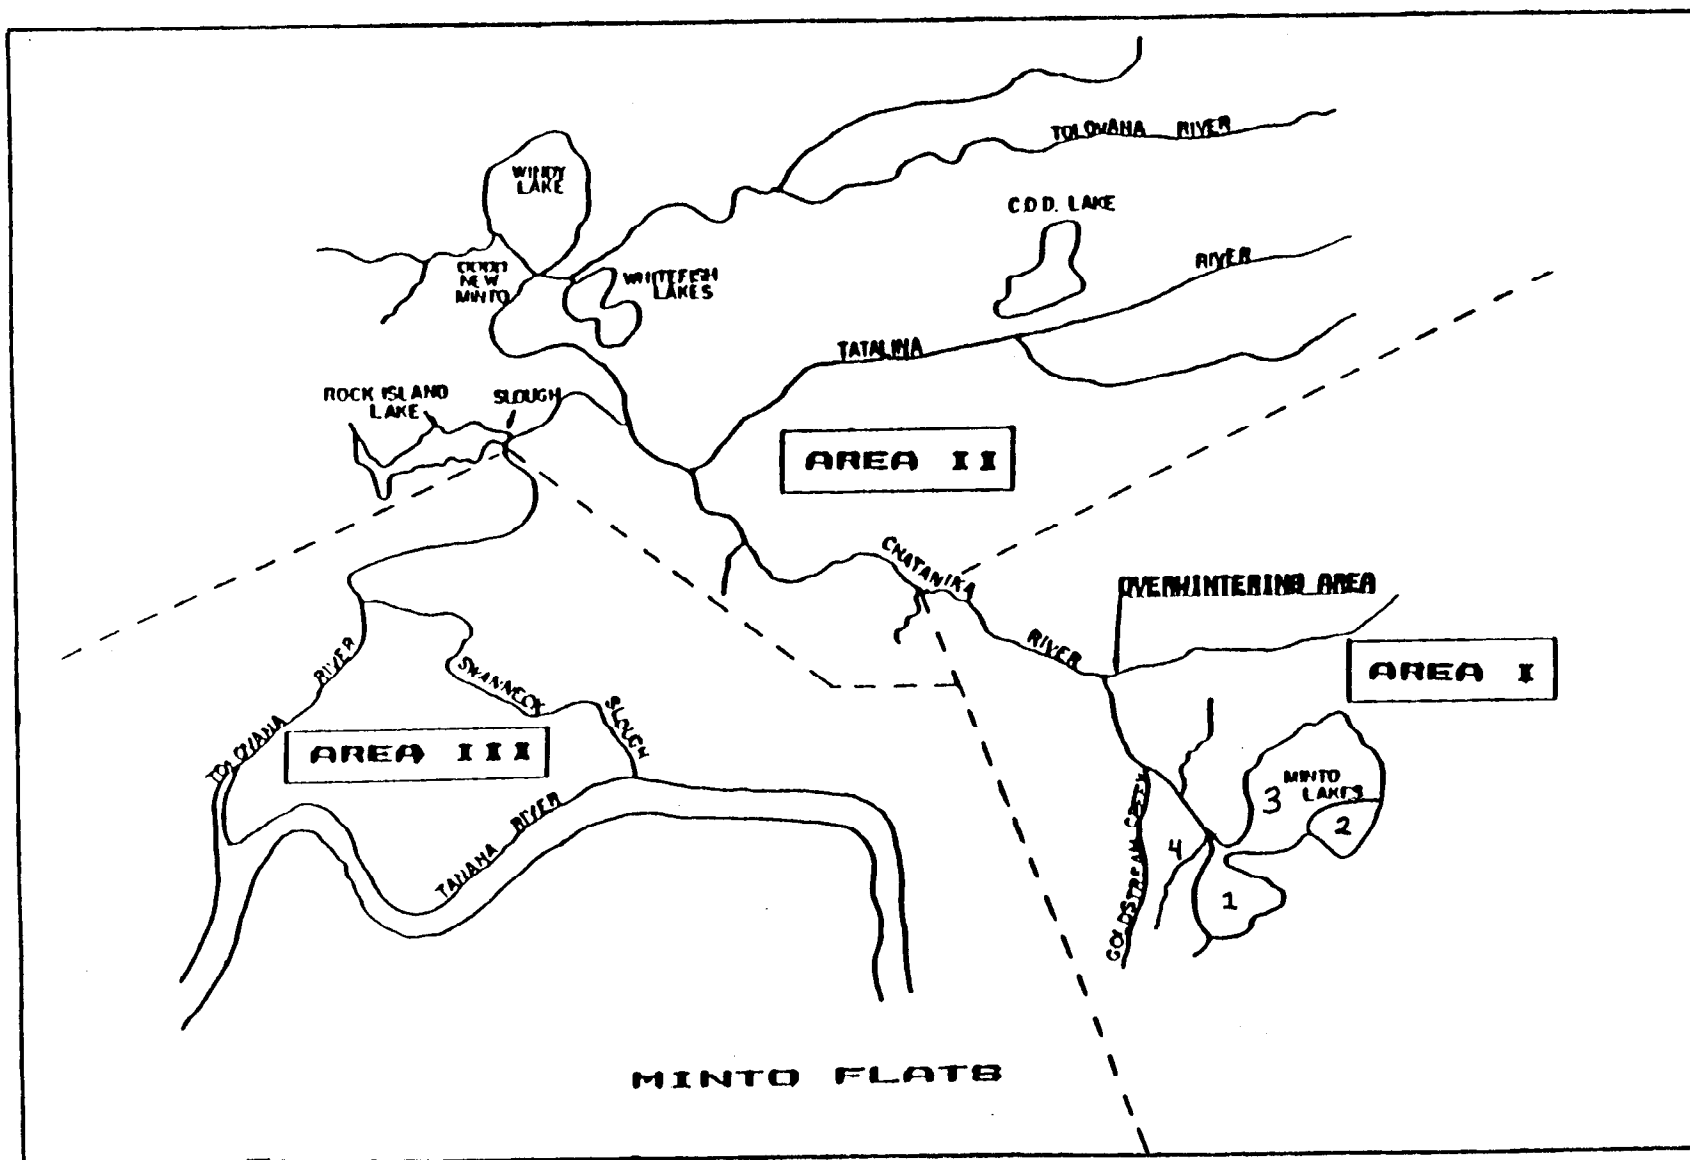 TOLOVANA RIVER
WINDY
LAKE
C.O.D. LAKE
NEW
MINTO
WHITEFISH
LAKES
RIVER
TATALINA
ROCK ISLAND
LAKE
SLOUGH
AREA II
CHATANIKA
RIVER
OVERWINTERING AREA
AREA I
SWANNECK
SLOUGH
TOLOVANA
RIVER
AREA III
TANANA RIVER
MINTO
LAKES
3
2
4
1
GOLDSTREAM CREEK
MINTO FLATS